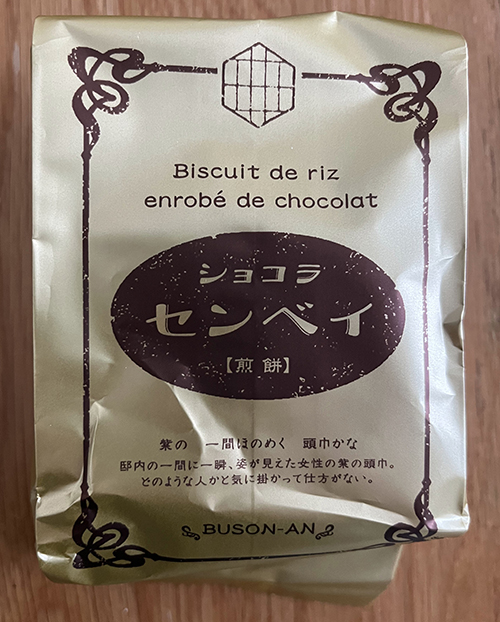 Biscuit de riz
enrobé de chocolat
ショコラ
センベイ
【煎餅】
紫の 一間ほのめく 頭巾かな
邸内の一間に一瞬、姿が見えた女性の紫の頭巾。
どのような人かと気に掛かって仕方がない。
BUSON-AN